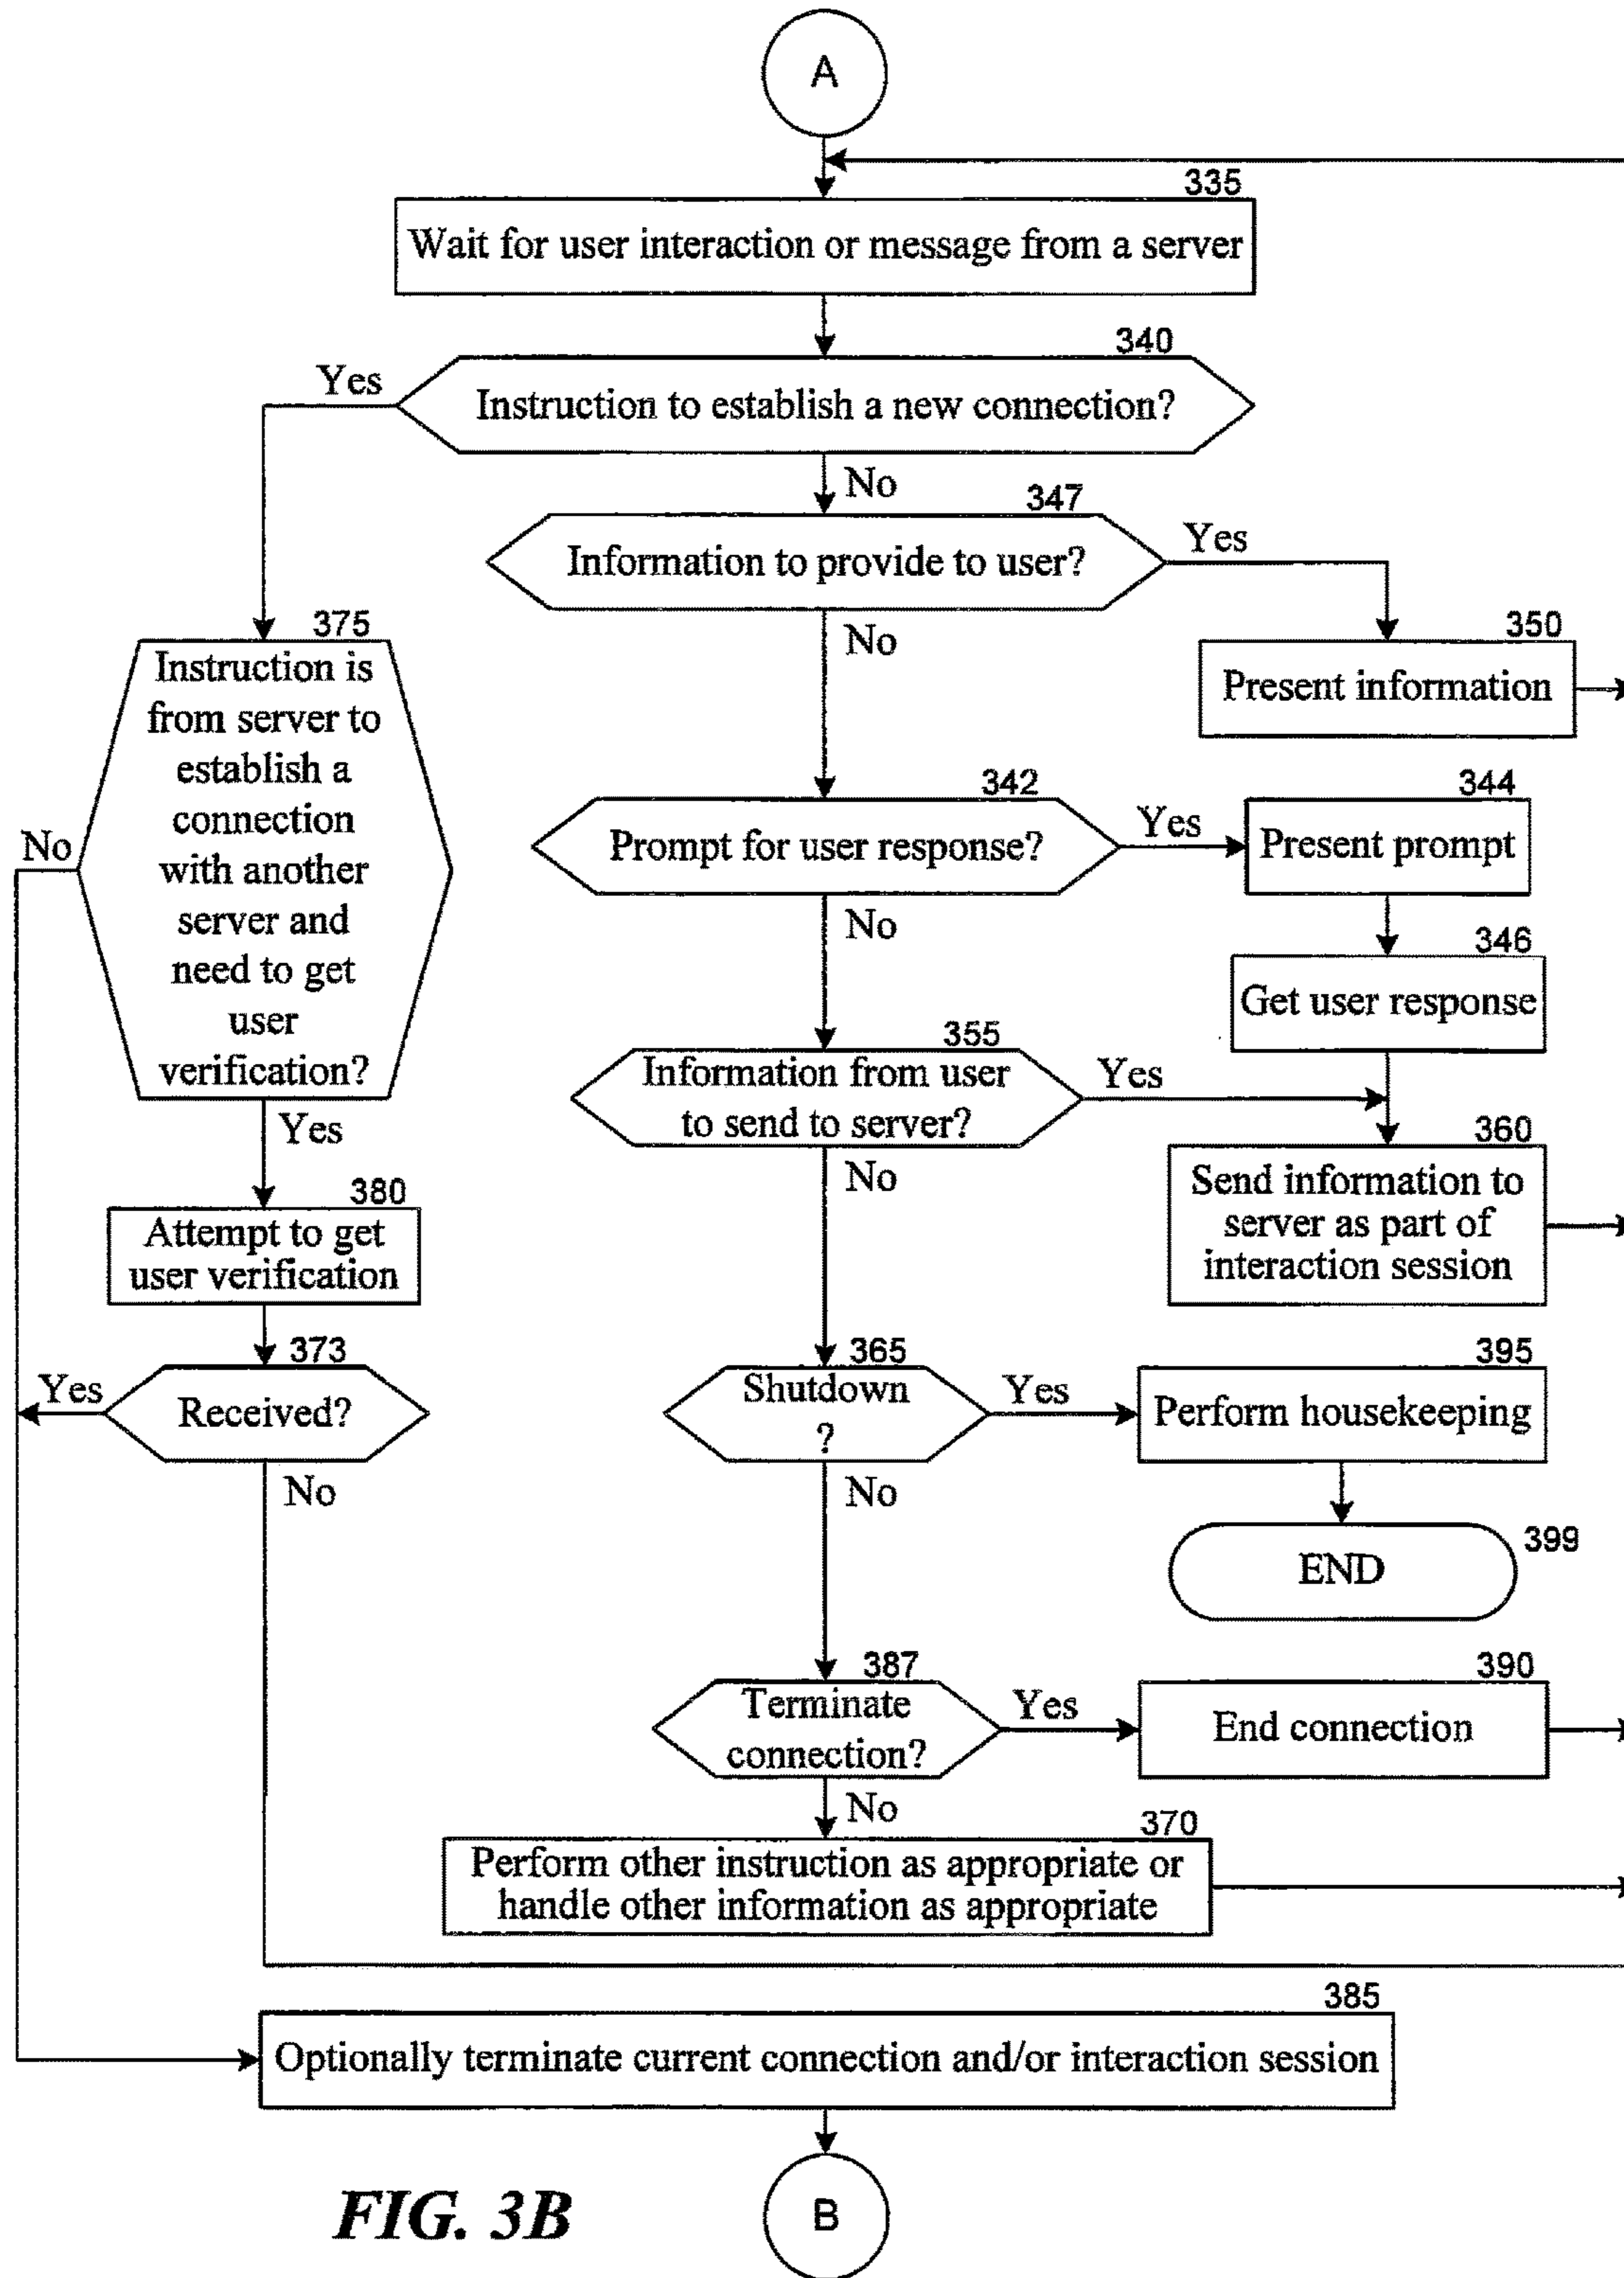 A
335
Wait for user interaction or message from a server
340
Yes
Instruction to establish a new connection?
No
347
Information to provide to user?
Yes
No
375
Instruction is
from server to
establish a
connection
with another
server and
need to get
user
verification?
No
Yes
350
Present information
342
Prompt for user response?
Yes
No
344
Present prompt
346
Get user response
355
Information from user
to send to server?
Yes
No
360
Send information to
server as part of
interaction session
380
Attempt to get
user verification
373
Yes
Received?
No
365
Shutdown
?
Yes
No
395
Perform housekeeping
399
END
387
Terminate
connection?
Yes
No
390
End connection
370
Perform other instruction as appropriate or
handle other information as appropriate
385
Optionally terminate current connection and/or interaction session
FIG. 3B
B